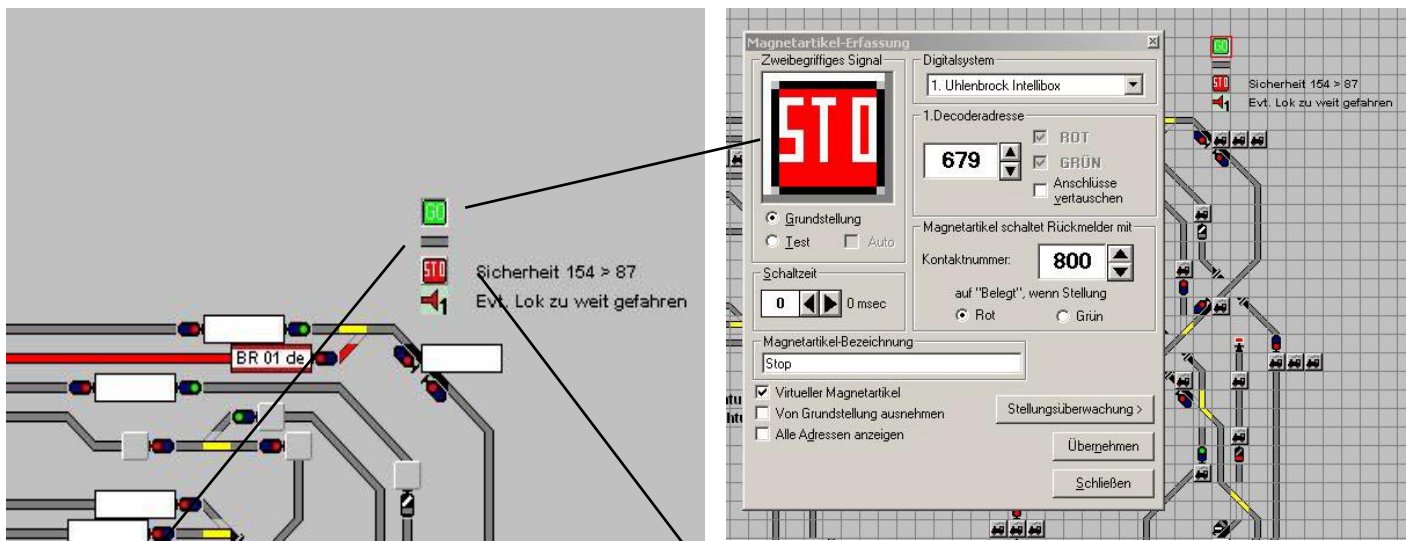 GO
STO
Sicherheit 154 > 87
1
Evt. Lok zu weit gefahren
BR 01 de
Magnetartikel-Erfassung
Zweibegriffiges Signal
STO
Grundstellung
Test
Auto
Schaltzeit
0
0 msec
Digitalsystem
1. Uhlenbrock Intellibox
1.Decoderadresse
679
ROT
GRÜN
Anschlüsse
vertauschen
Magnetartikel schaltet Rückmelder mit
Kontaktnummer:
800
auf "Belegt", wenn Stellung
Rot
Grün
Magnetartikel-Bezeichnung
Stop
Virtueller Magnetartikel
Von Grundstellung ausnehmen
Alle Adressen anzeigen
Stellungsüberwachung >
Übernehmen
Schließen
GO
STO
Sicherheit 154 > 87
1
Evt. Lok zu weit gefahren